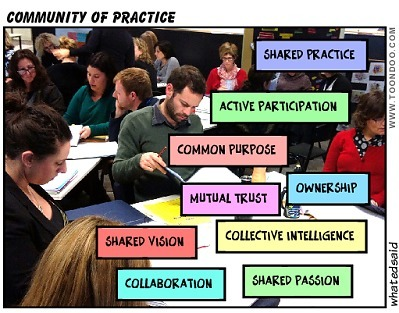 COMMUNITY OF PRACTICE
WWW.TOONDOO.COM
SHARED PRACTICE
ACTIVE PARTICIPATION
COMMON PURPOSE
OWNERSHIP
MUTUAL TRUST
SHARED VISION
COLLECTIVE INTELLIGENCE
COLLABORATION
SHARED PASSION
whatedsaid